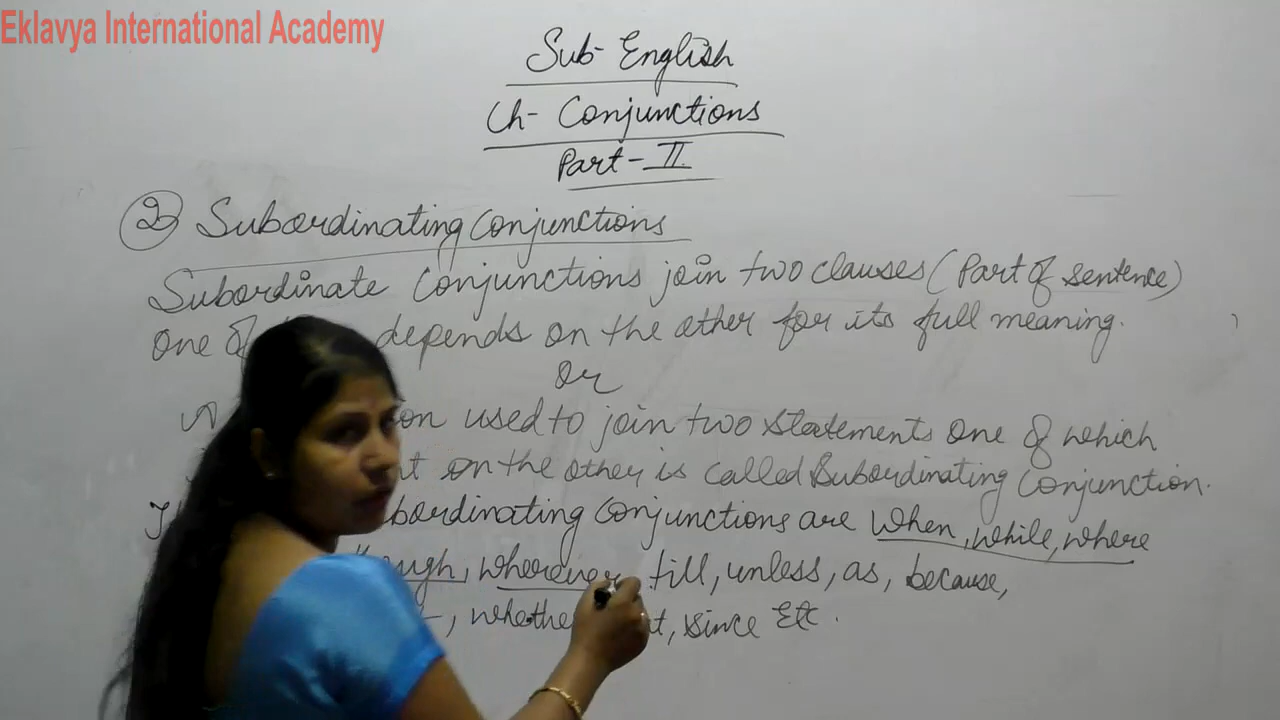 Eklavya International Academy
Sub- English
Ch- Conjunctions
Part - II
2 Subordinating Conjunctions
Subordinate Conjunctions join two clauses (Part of sentence)
One of depends on the other for its full meaning.
Or
used to join two statements one of which
on the other is called Subordinating Conjunction.
Conjunctions are When, while, where
wherever till, unless, as, because,
, since Etc.